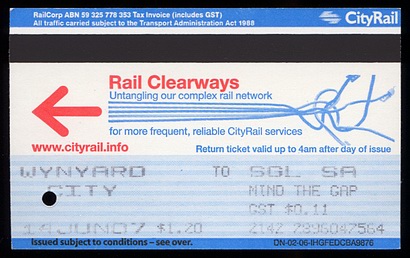 RailCorp ABN 59 325 778 353 Tax Invoice (includes GST)
All traffic carried subject to the Transport Administration Act 1988
CityRail
Rail Clearways
Untangling our complex rail network
for more frequent, reliable CityRail services
www.cityrail.info
Return ticket valid up to 4am after day of issue
WYNYARD TO SGL SA
CITY MIND THE GAP
GST $0.11
14JUN07 $1.20 2142 2896047564
Issued subject to conditions – see over.
DN-02-06-IHGFEDCBA9876